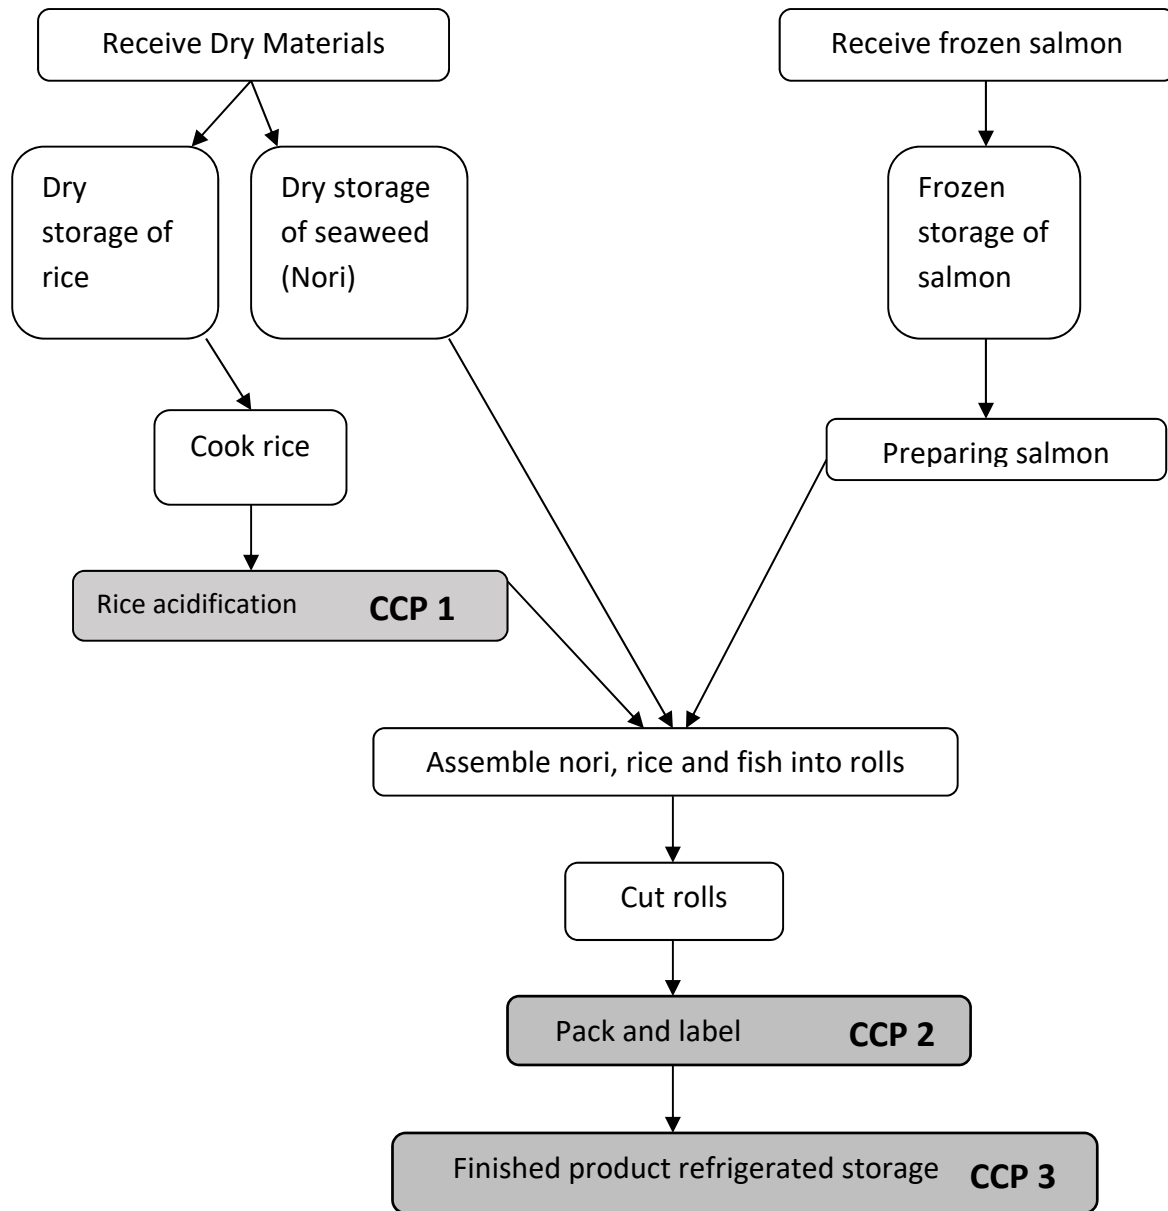 Receive Dry Materials
Receive frozen salmon
Dry
storage of
rice
Dry storage
of seaweed
(Nori)
Frozen
storage of
salmon
Cook rice
Preparing salmon
Rice acidification CCP 1
Assemble nori, rice and fish into rolls
Cut rolls
Pack and label CCP 2
Finished product refrigerated storage CCP 3